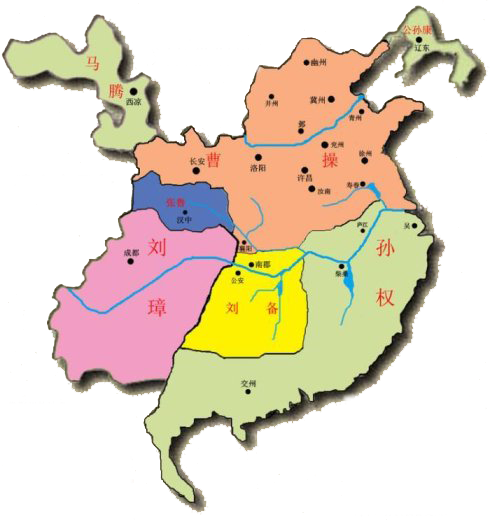 公孙康
辽东
马
腾
西凉
幽州
并州
冀州
青州
邺
兖州
徐州
长安
曹
洛阳
操
许昌
汝南
寿春
张鲁
汉中
襄阳
庐江
吴
刘
成都
璋
南郡
公安
刘
备
柴桑
孙
权
交州